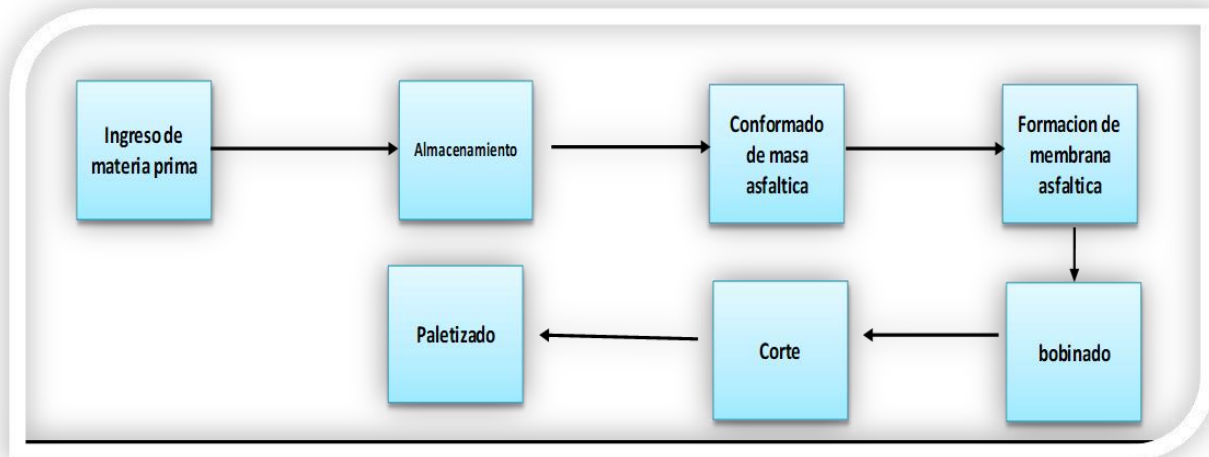 Ingreso de
materia prima
Almacenamiento
Conformado
de masa
asfaltica
Formacion de
membrana
asfaltica
bobinado
Corte
Paletizado